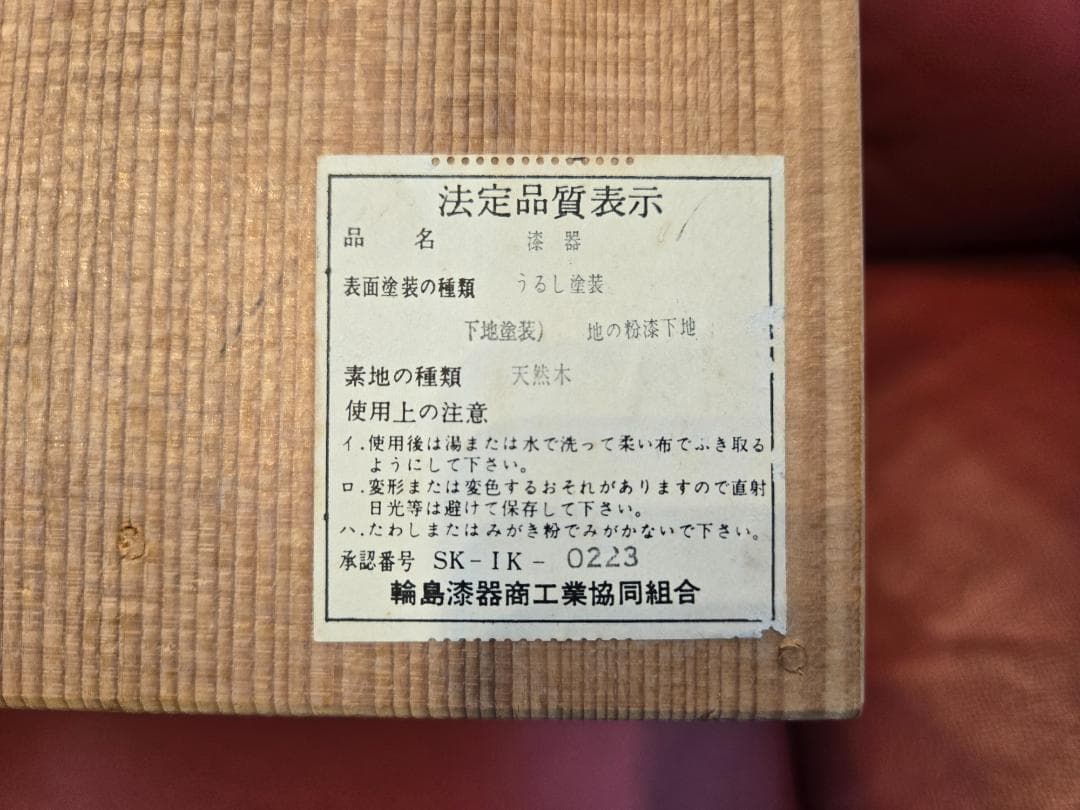 法定品質表示
品 名 漆器
表面塗装の種類 うるし塗装
下地塗装) 地の粉漆下地
素地の種類 天然木
使用上の注意
イ.使用後は湯または水で洗って柔い布でふき取る
ようにして下さい。
ロ.変形または変色するおそれがありますので直射
日光等は避けて保存して下さい。
ハ.たわしまたはみがき粉でみがかないで下さい。
承認番号 SK-IK-0223
輪島漆器商工業協同組合